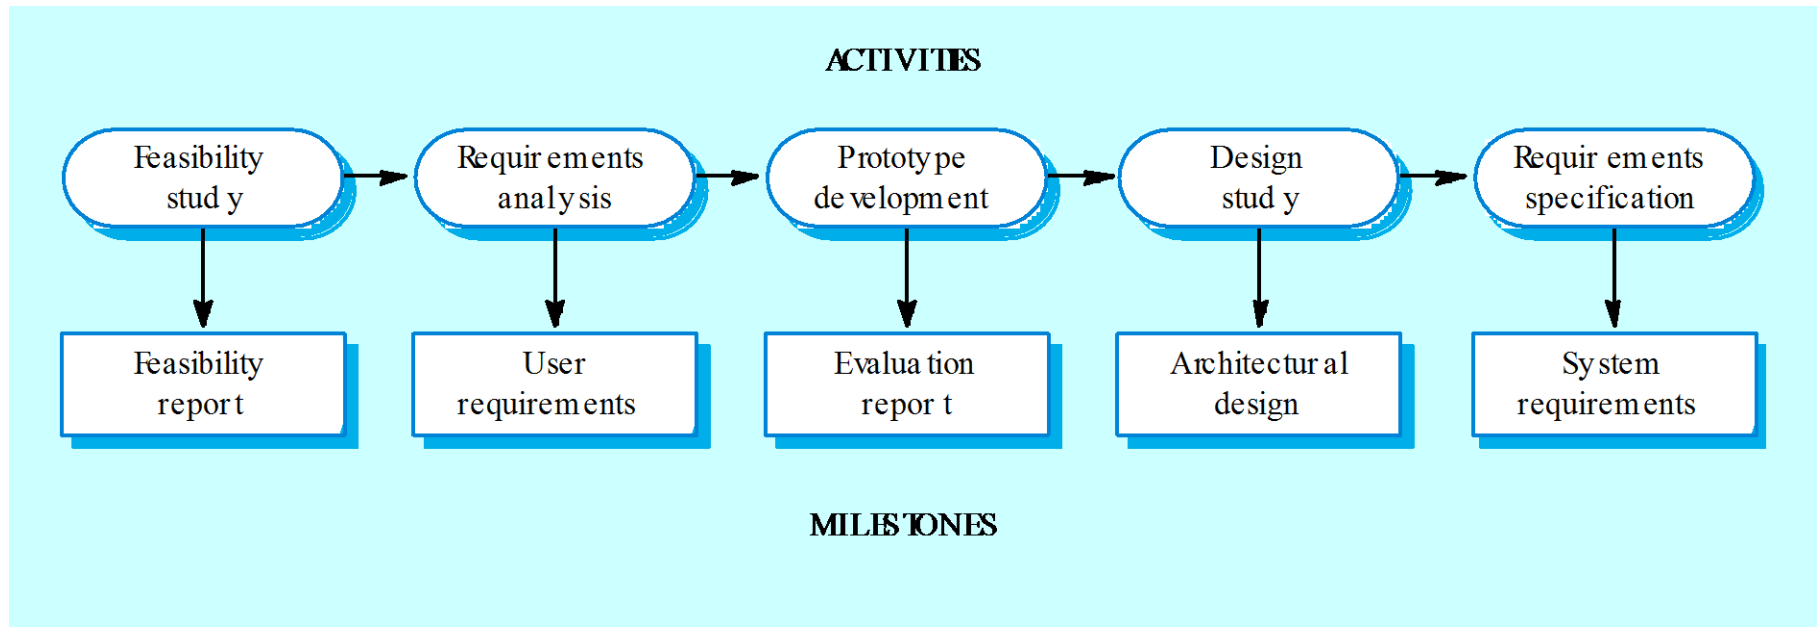 ACTIVITIES
Feasibility
study
Requirements
analysis
Prototype
development
Design
study
Requirements
specification
Feasibility
report
User
requirements
Evaluation
report
Architectural
design
System
requirements
MILESTONES